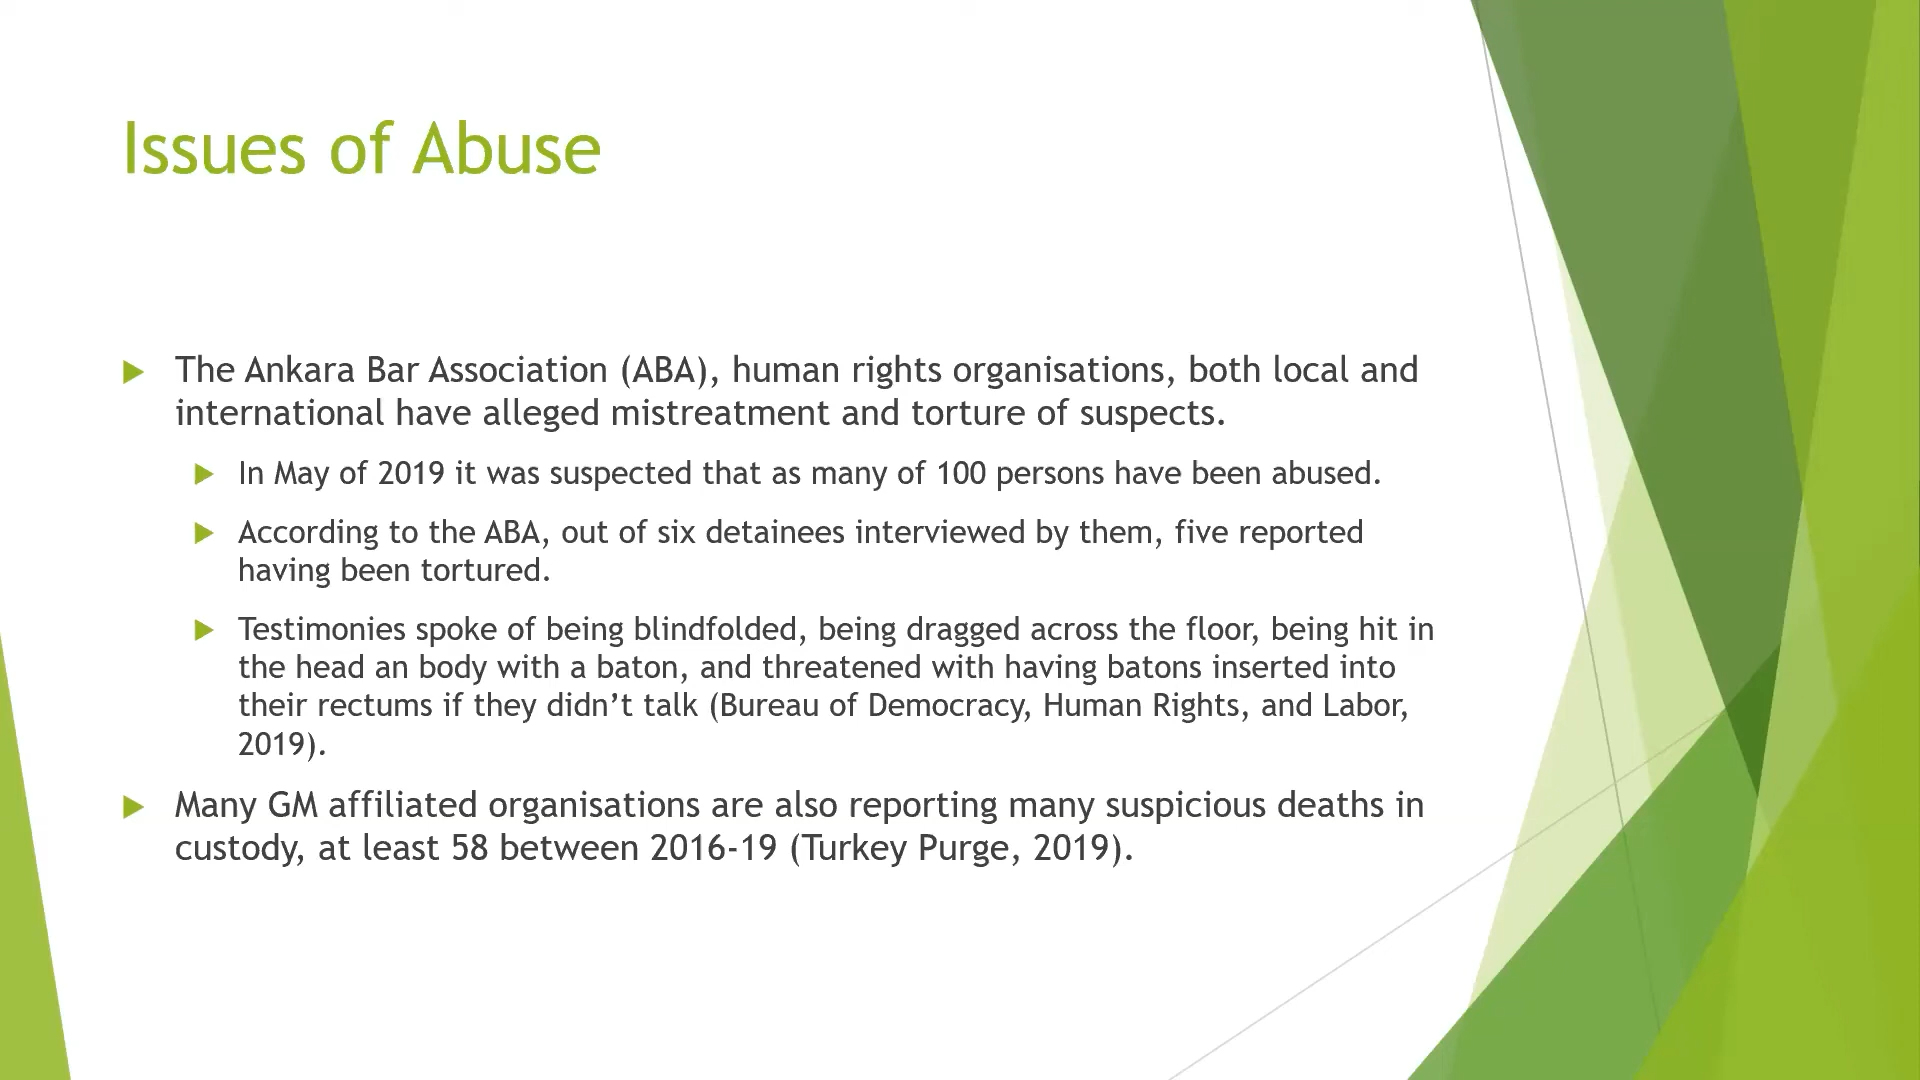 Issues of Abuse
The Ankara Bar Association (ABA), human rights organisations, both local and
international have alleged mistreatment and torture of suspects.
In May of 2019 it was suspected that as many of 100 persons have been abused.
According to the ABA, out of six detainees interviewed by them, five reported
having been tortured.
Testimonies spoke of being blindfolded, being dragged across the floor, being hit in
the head an body with a baton, and threatened with having batons inserted into
their rectums if they didn’t talk (Bureau of Democracy, Human Rights, and Labor,
2019).
Many GM affiliated organisations are also reporting many suspicious deaths in
custody, at least 58 between 2016-19 (Turkey Purge, 2019).